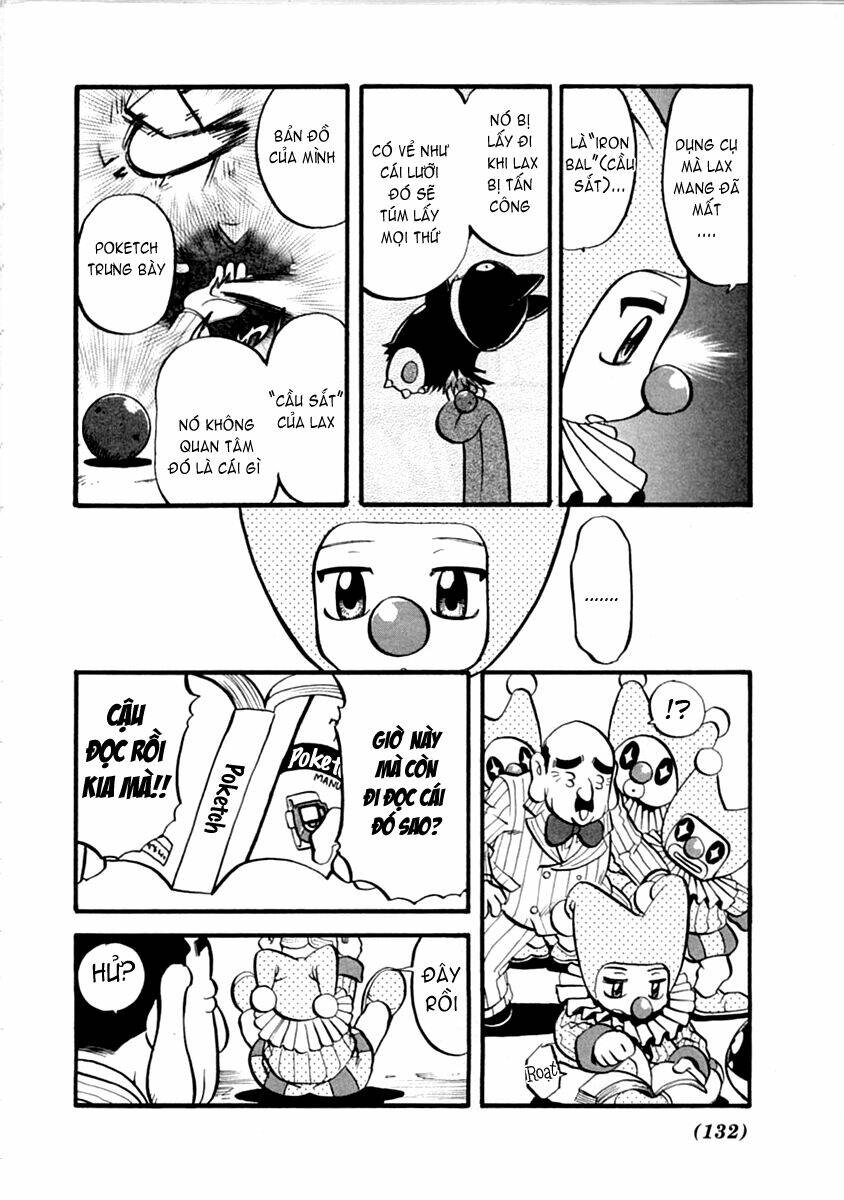 DỤNG CỤ
MÀ LAX
MANG ĐÃ
MẤT
....
LÀ "IRON
BAL"(CẦU
SẮT)...
NÓ BỊ
LẤY ĐI
KHI LAX
BỊ TẤN
CÔNG
CÓ VẺ NHƯ
CÁI LƯỠI
ĐÓ SẼ
TÚM LẤY
MỌI THỨ
BẢN ĐỒ
CỦA MÌNH
POKETCH
TRƯNG BÀY
"CẦU SẮT"
CỦA LAX
NÓ KHÔNG
QUAN TÂM
ĐÓ LÀ CÁI GÌ
.......
!?
Roạt
GIỜ NÀY
MÀ CÒN
ĐI ĐỌC CÁI
ĐÓ SAO?
Poketch
MANU
Poketch
CẬU
ĐỌC RỒI
KIA MÀ!!
ĐÂY
RỒI
HỬ?
(132)